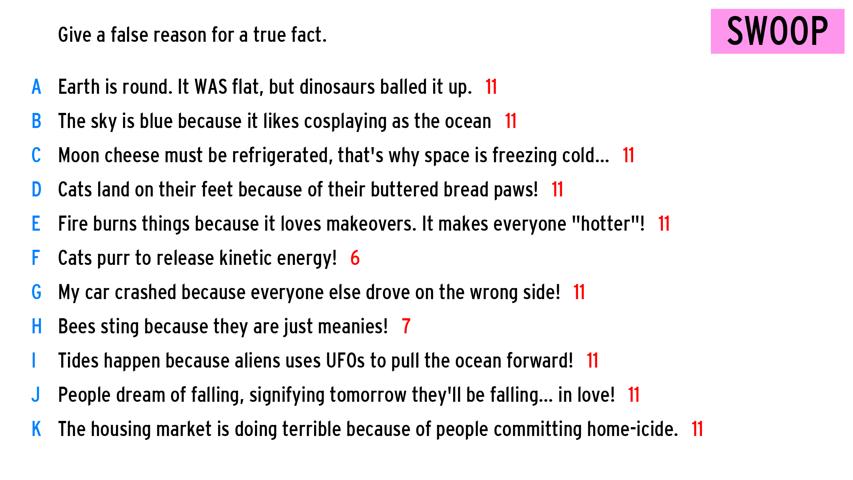 Give a false reason for a true fact.
SWOOP
A Earth is round. It WAS flat, but dinosaurs balled it up. 11
B The sky is blue because it likes cosplaying as the ocean 11
C Moon cheese must be refrigerated, that's why space is freezing cold... 11
D Cats land on their feet because of their buttered bread paws! 11
E Fire burns things because it loves makeovers. It makes everyone "hotter"! 11
F Cats purr to release kinetic energy! 6
G My car crashed because everyone else drove on the wrong side! 11
H Bees sting because they are just meanies! 7
I Tides happen because aliens uses UFOs to pull the ocean forward! 11
J People dream of falling, signifying tomorrow they'll be falling... in love! 11
K The housing market is doing terrible because of people committing home-icide. 11